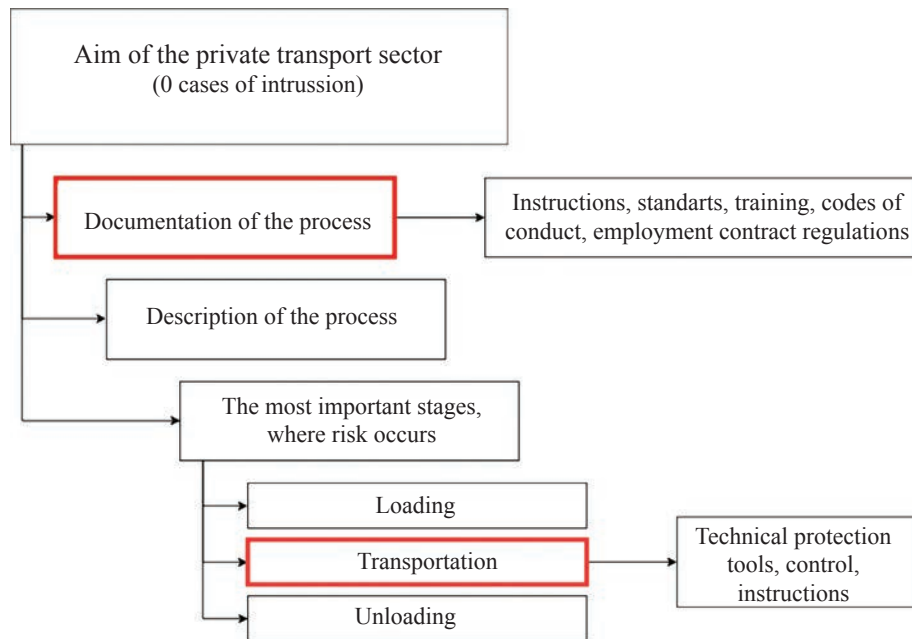 Aim of the private transport sector
(0 cases of intrussion)
Documentation of the process
Instructions, standarts, training, codes of
conduct, employment contract regulations
Description of the process
The most important stages,
where risk occurs
Loading
Transportation
Technical protection
tools, control,
instructions
Unloading